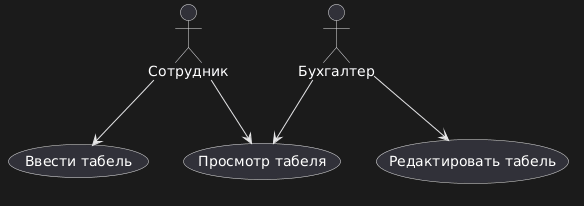 Сотрудник
Бухгалтер
Ввести табель
Просмотр табеля
Редактировать табель